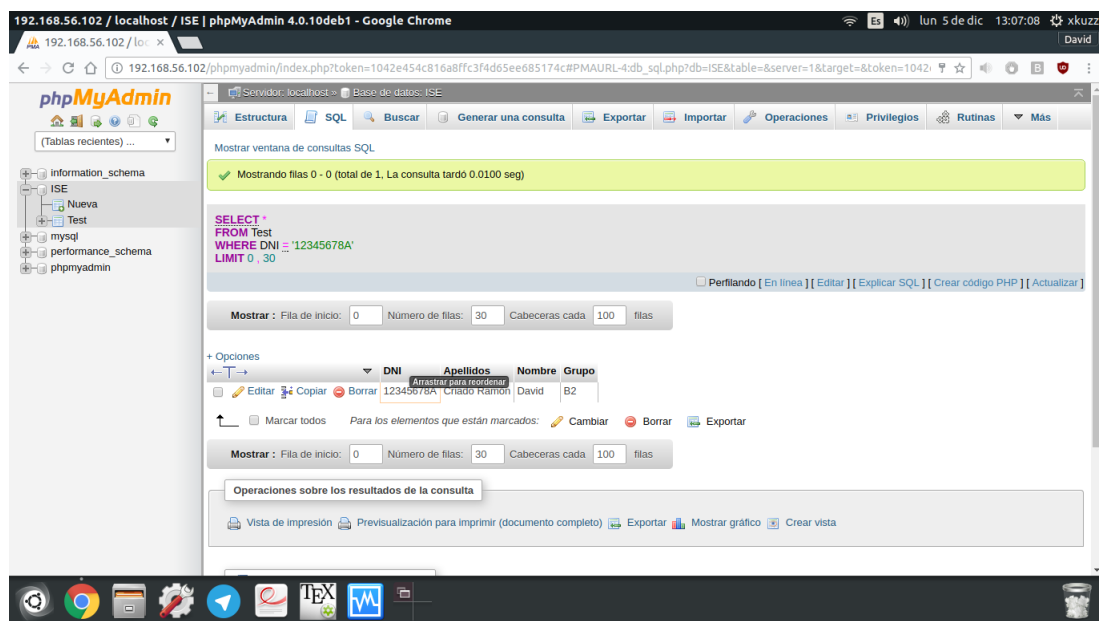 192.168.56.102 / localhost / ISE | phpMyAdmin 4.0.10deb1 - Google Chrome Es lun 5 de dic 13:07:08 xkuzz
PMA 192.168.56.102 / loc × David
192.168.56.102/phpmyadmin/index.php?token=1042e454c816a8ffc3f4d65ee685174c#PMAURL-4:db_sql.php?db=ISE&table=&server=1&target=&token=1042
phpMyAdmin
(Tablas recientes) ...
information_schema
ISE
Nueva
Test
mysql
performance_schema
phpmyadmin
Servidor: localhost » Base de datos: ISE
Estructura SQL Buscar Generar una consulta Exportar Importar Operaciones Privilegios Rutinas Más
Mostrar ventana de consultas SQL
Mostrando filas 0 - 0 (total de 1, La consulta tardó 0.0100 seg)
SELECT *
FROM Test
WHERE DNI = '12345678A'
LIMIT 0 , 30
Perfilando [ En línea ] [ Editar ] [ Explicar SQL ] [ Crear código PHP ] [ Actualizar ]
Mostrar : Fila de inicio: 0 Número de filas: 30 Cabeceras cada 100 filas
+ Opciones
←T→ DNI Apellidos Nombre Grupo
Arrastrar para reordenar
Editar Copiar Borrar 12345678A Criado Ramón David B2
Marcar todos Para los elementos que están marcados: Cambiar Borrar Exportar
Mostrar : Fila de inicio: 0 Número de filas: 30 Cabeceras cada 100 filas
Operaciones sobre los resultados de la consulta
Vista de impresión Previsualización para imprimir (documento completo) Exportar Mostrar gráfico Crear vista
TEX